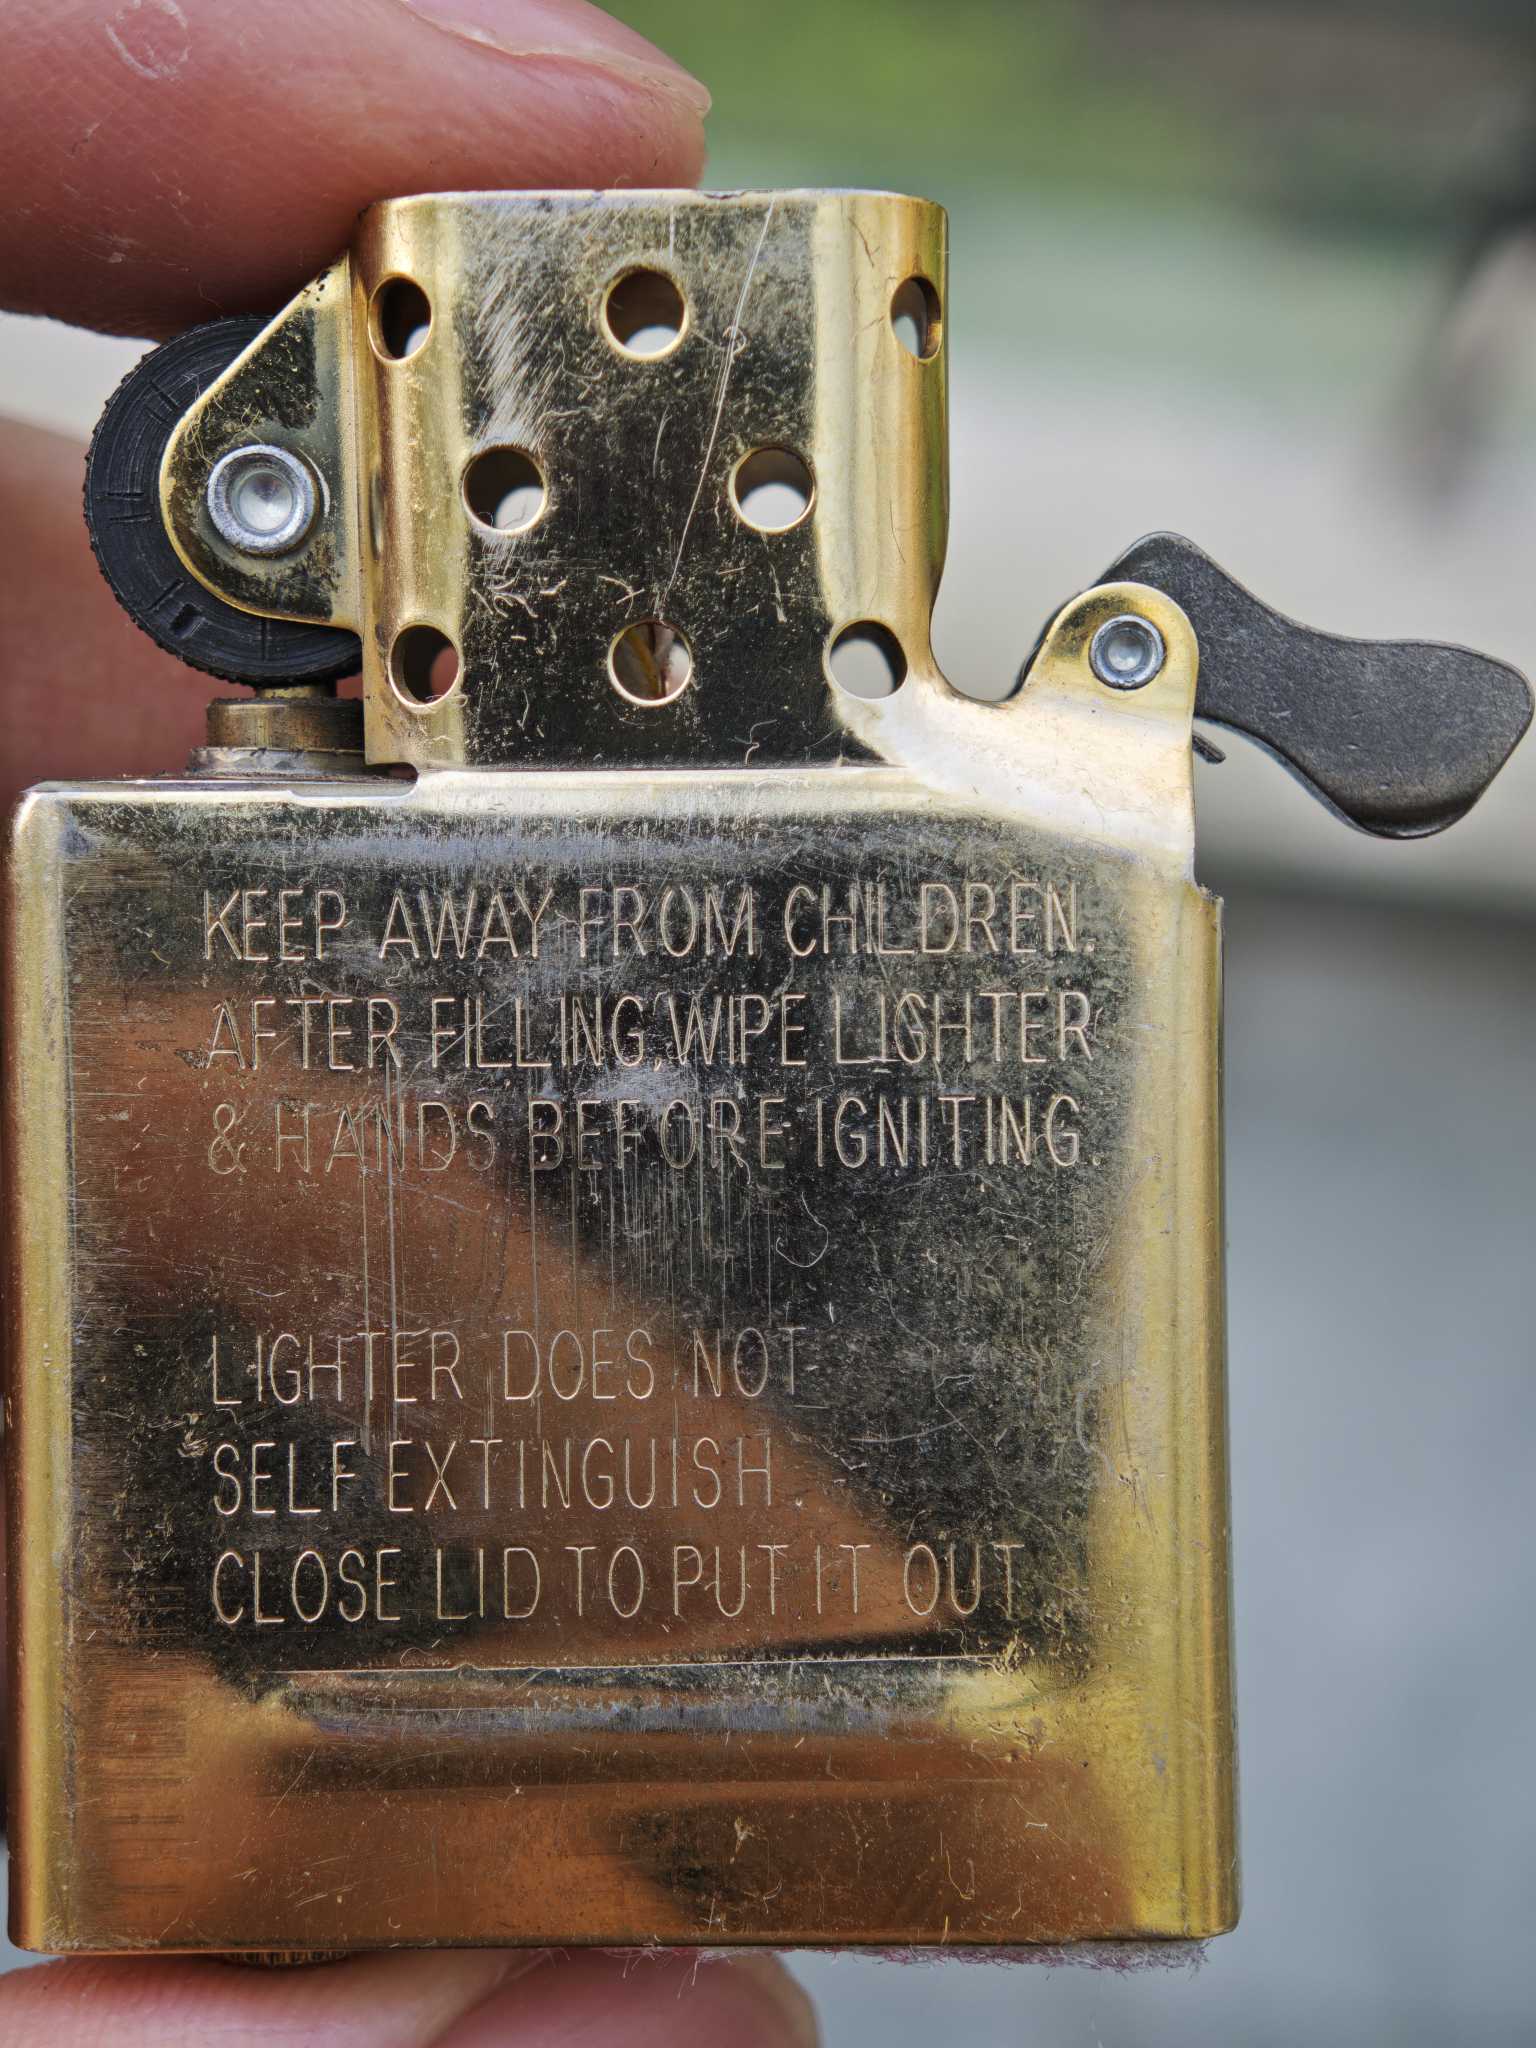 KEEP AWAY FROM CHILDREN.
AFTER FILLING,WIPE LIGHTER
& HANDS BEFORE IGNITING.
LIGHTER DOES NOT
SELF EXTINGUISH.
CLOSE LID TO PUT IT OUT